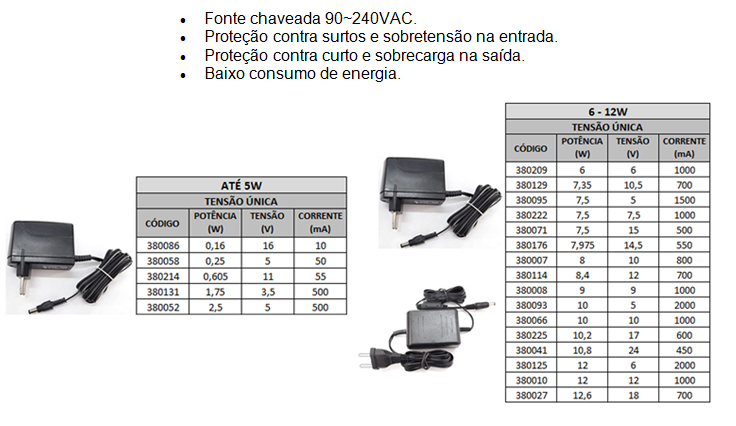 Fonte chaveada 90~240VAC.
Proteção contra surtos e sobretensão na entrada.
Proteção contra curto e sobrecarga na saída.
Baixo consumo de energia.
ATÉ 5W
TENSÃO ÚNICA
CÓDIGO POTÊNCIA (W) TENSÃO (V) CORRENTE (mA)
380086 0,16 16 10
380058 0,25 5 50
380214 0,605 11 55
380131 1,75 3,5 500
380052 2,5 5 500
6 - 12W
TENSÃO ÚNICA
CÓDIGO POTÊNCIA (W) TENSÃO (V) CORRENTE (mA)
380209 6 6 1000
380129 7,35 10,5 700
380095 7,5 5 1500
380222 7,5 7,5 1000
380071 7,5 15 500
380176 7,975 14,5 550
380007 8 10 800
380114 8,4 12 700
380008 9 9 1000
380093 10 5 2000
380066 10 10 1000
380225 10,2 17 600
380041 10,8 24 450
380125 12 6 2000
380010 12 12 1000
380027 12,6 18 700